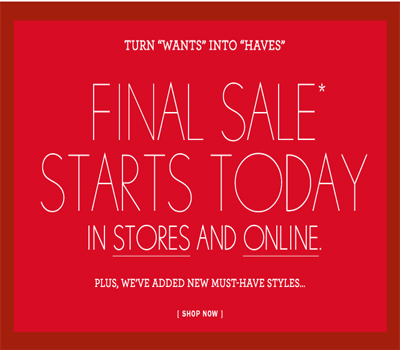 TURN “WANTS” INTO “HAVES”
FINAL SALE*
STARTS TODAY
IN STORES AND ONLINE.
PLUS, WE’VE ADDED NEW MUST-HAVE STYLES...
[ SHOP NOW ]